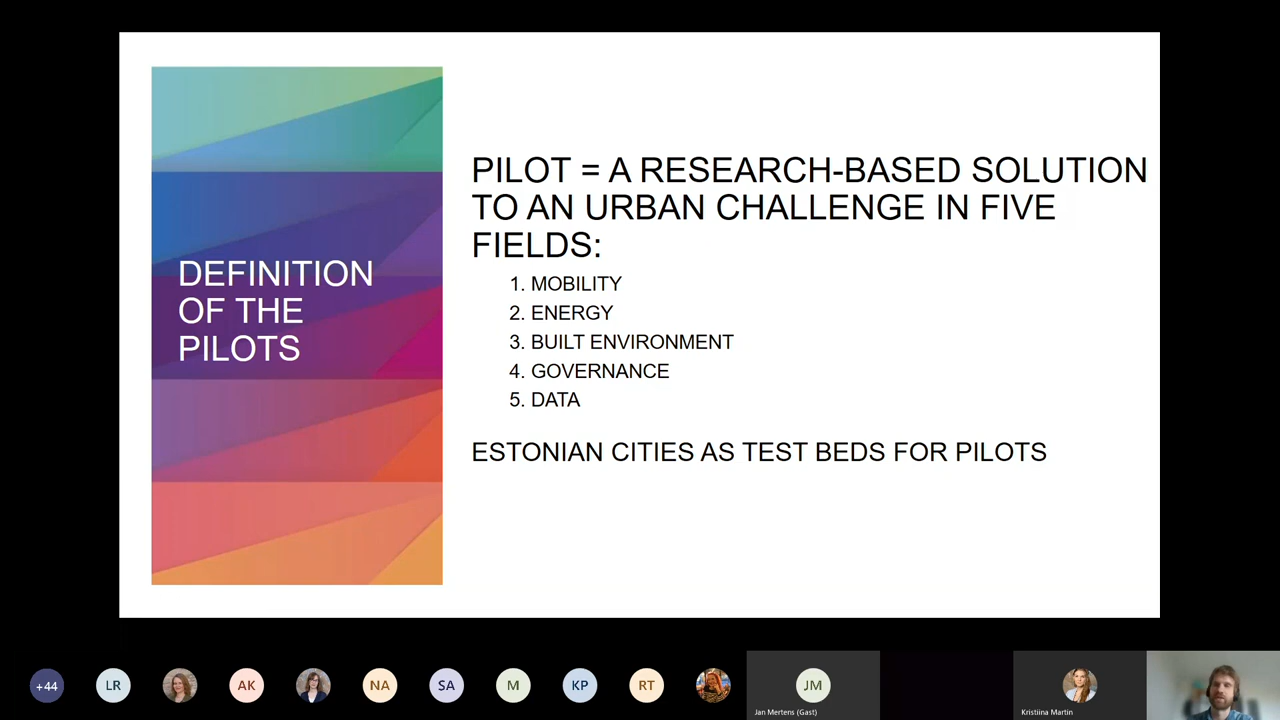 DEFINITION
OF THE
PILOTS
PILOT = A RESEARCH-BASED SOLUTION
TO AN URBAN CHALLENGE IN FIVE
FIELDS:
1. MOBILITY
2. ENERGY
3. BUILT ENVIRONMENT
4. GOVERNANCE
5. DATA
ESTONIAN CITIES AS TEST BEDS FOR PILOTS
+44
LR
AK
NA
SA
M
KP
RT
JM
Jan Mertens (Gast)
Kristiina Martin